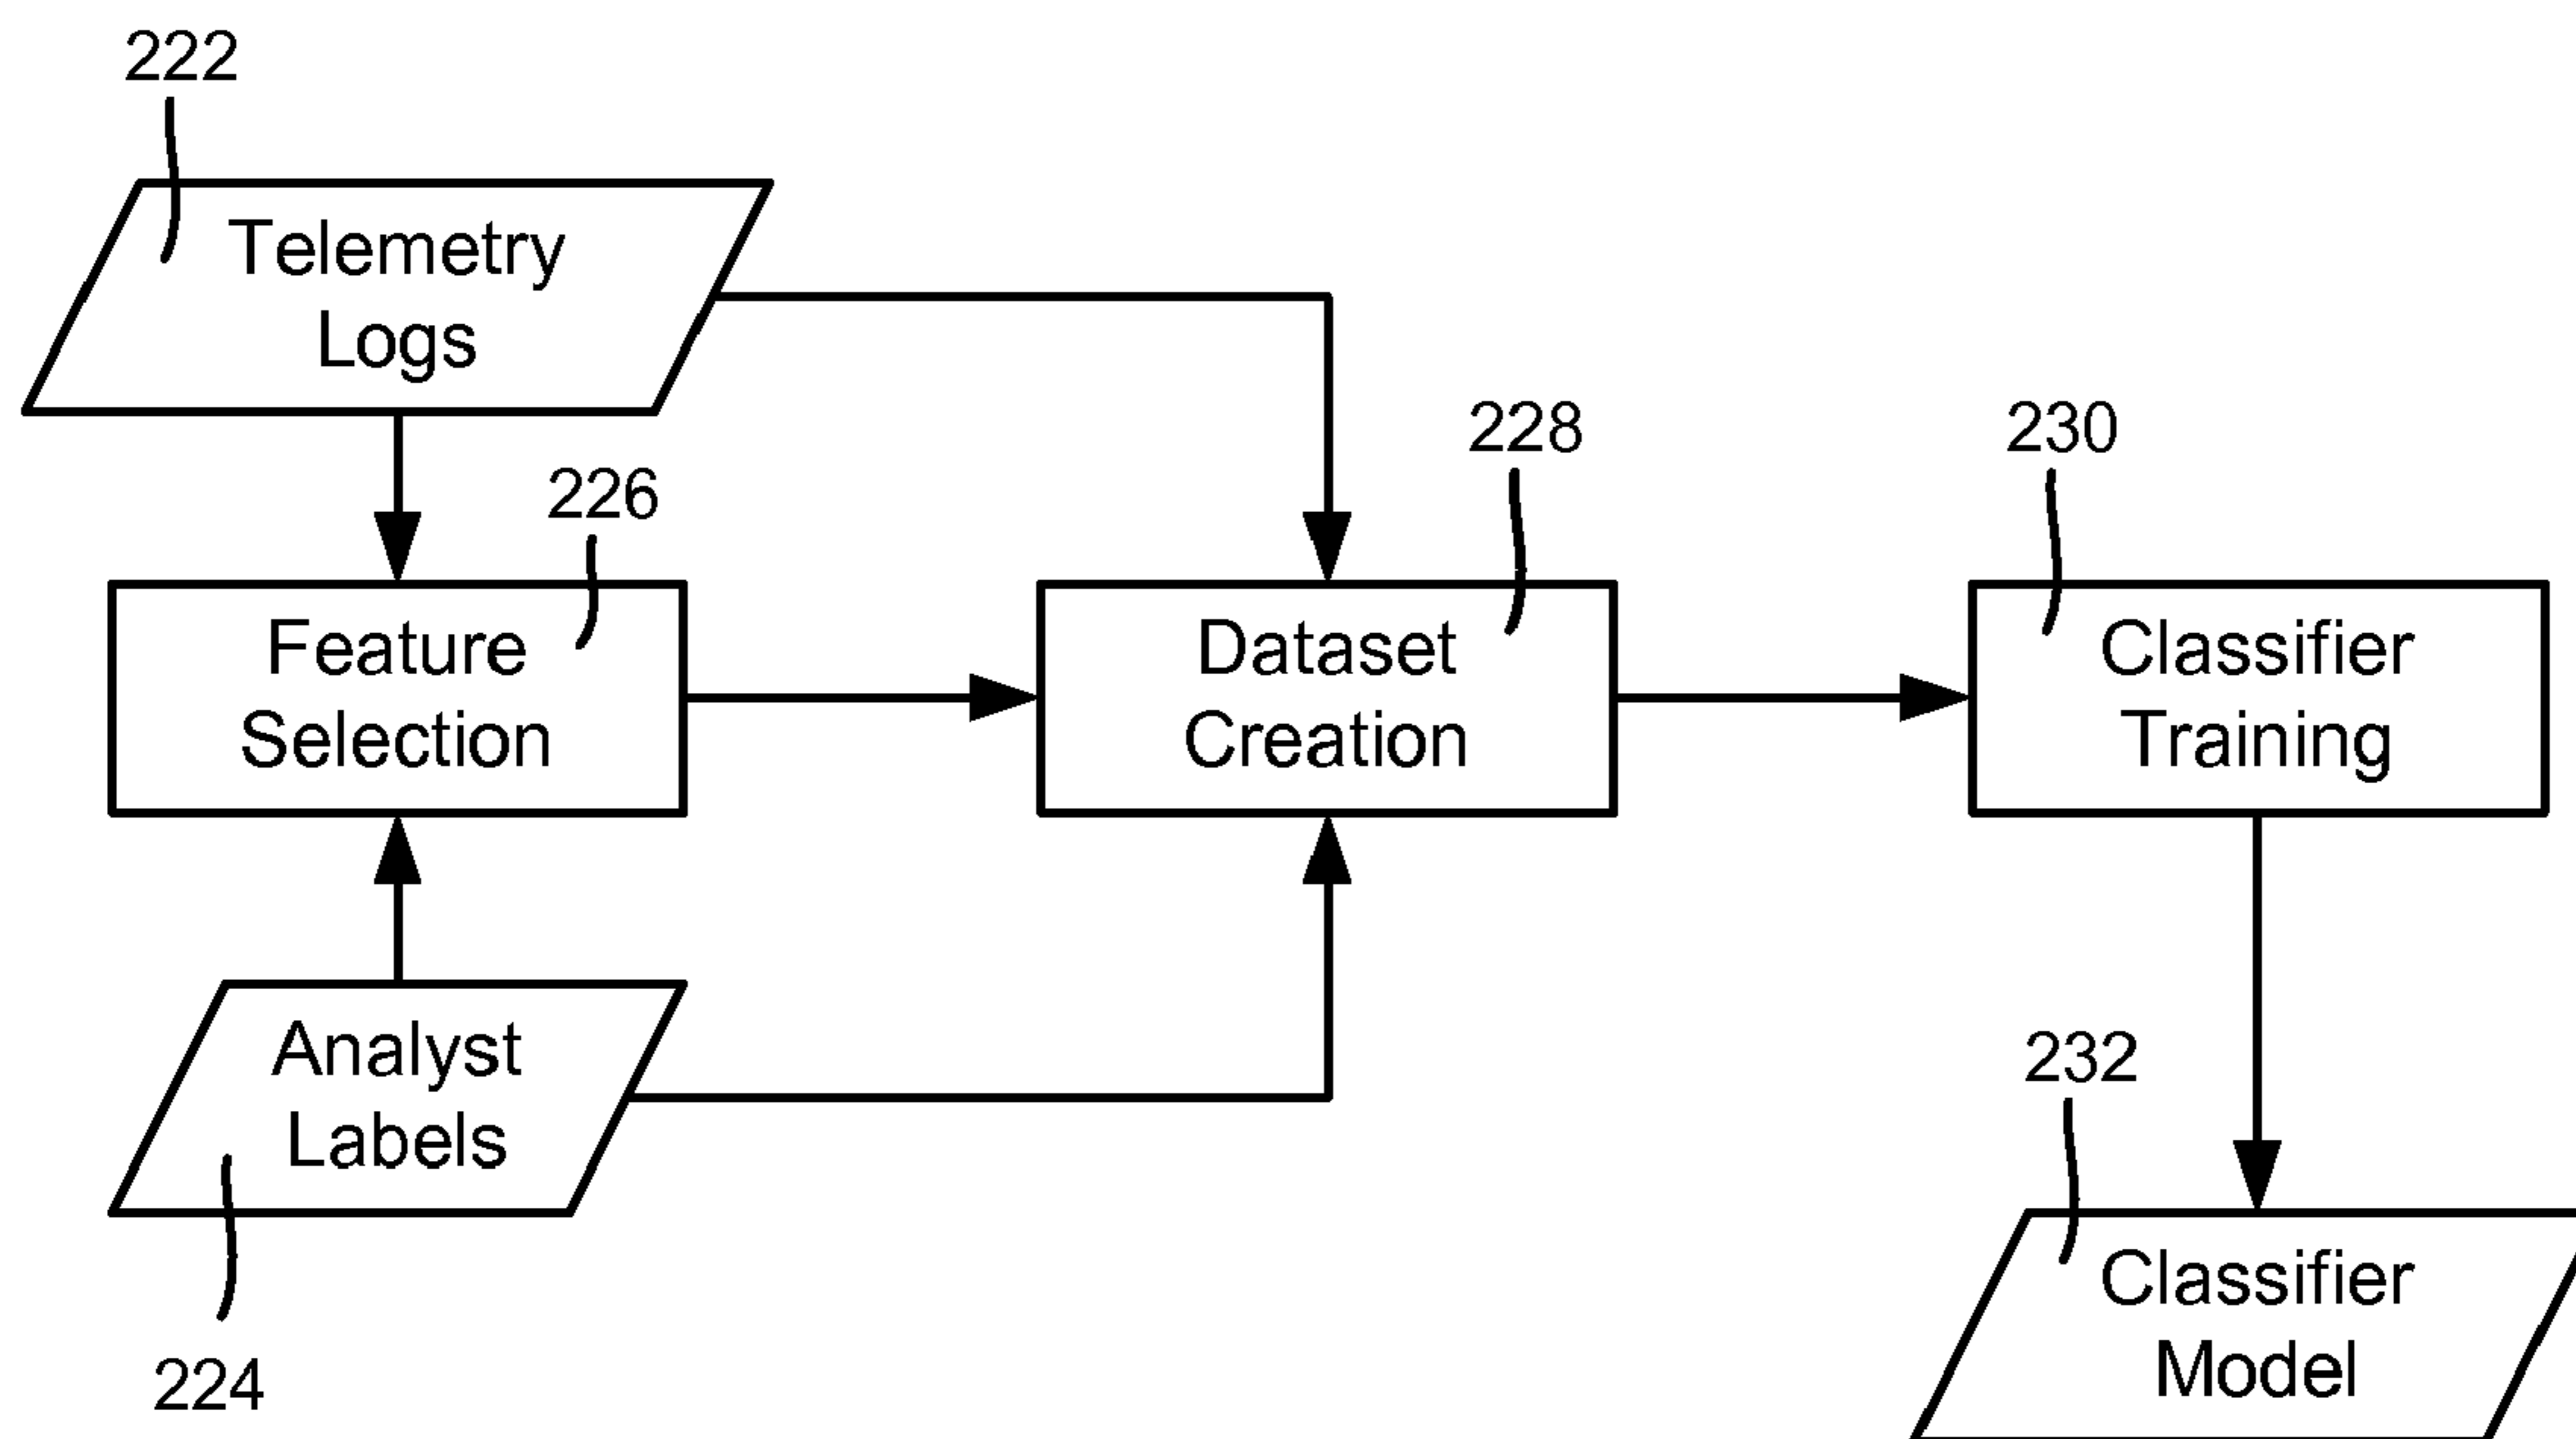 222
Telemetry
Logs
226
228
230
Feature
Selection
Dataset
Creation
Classifier
Training
Analyst
Labels
224
232
Classifier
Model